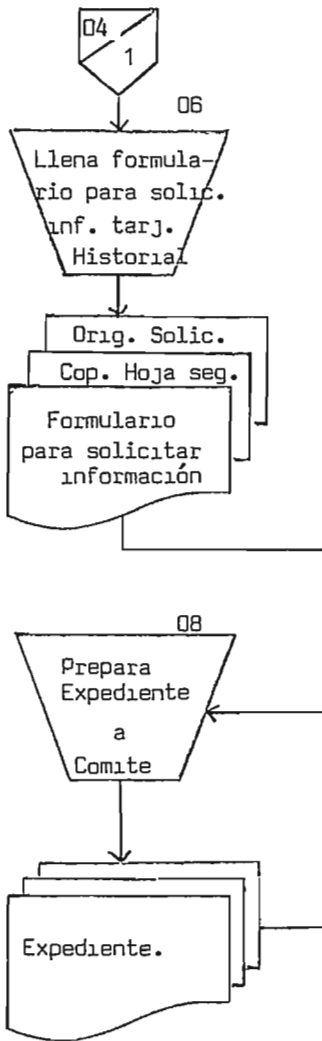 04
1
06
Llena formula-
rio para solic.
inf. tarj.
Historial
Orig. Solic.
Cop. Hoja seg.
Formulario
para solicitar
información
08
Prepara
Expediente
a
Comite
Expediente.